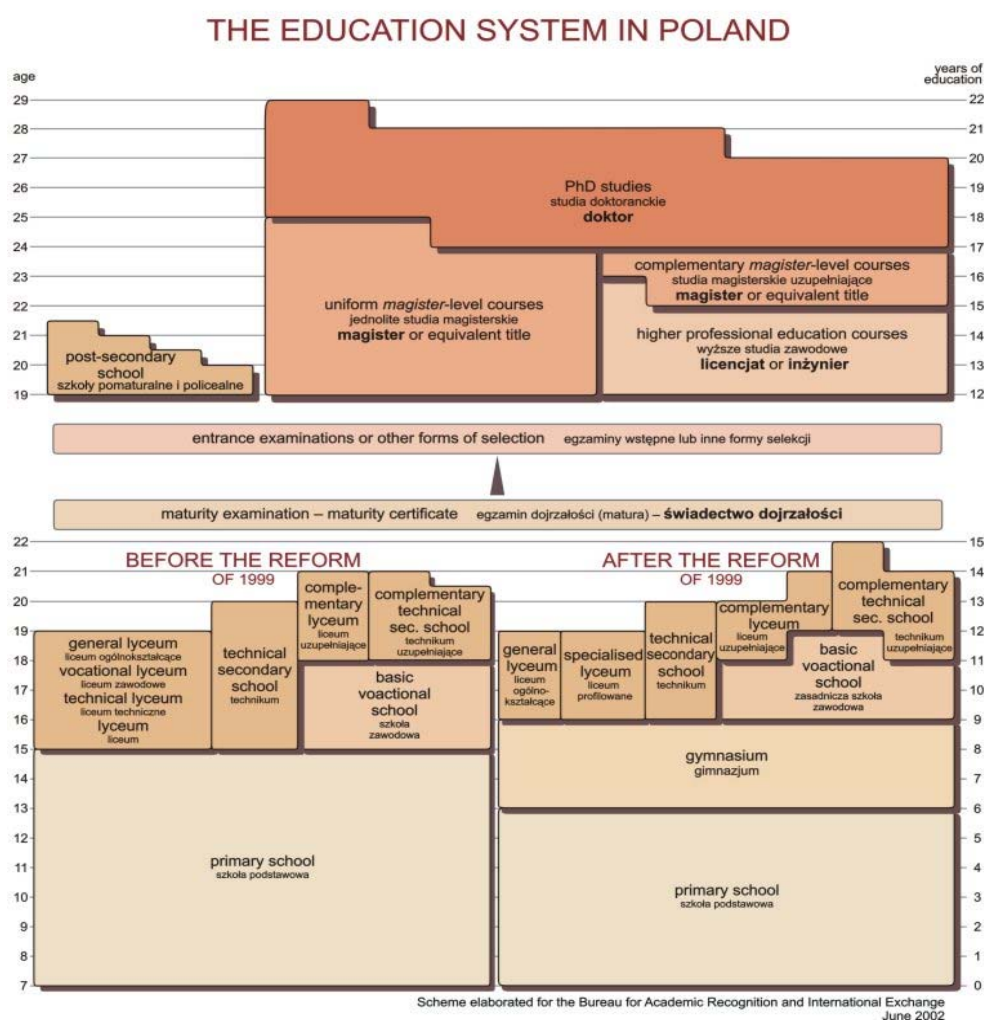 THE EDUCATION SYSTEM IN POLAND
age
years of
education
29
28
27
26
25
24
23
22
21
20
19
22
21
20
19
18
17
16
15
14
13
12
PhD studies
studia doktoranckie
doktor
uniform magister-level courses
jednolite studia magisterskie
magister or equivalent title
complementary magister-level courses
studia magisterskie uzupełniające
magister or equivalent title
higher professional education courses
wyższe studia zawodowe
licencjat or inżynier
post-secondary
school
szkoły pomaturalne i policealne
entrance examinations or other forms of selection egzaminy wstępne lub inne formy selekcji
maturity examination – maturity certificate egzamin dojrzałości (matura) – świadectwo dojrzałości
22
21
20
19
18
17
16
15
14
13
12
11
10
9
8
7
15
14
13
12
11
10
9
8
7
6
5
4
3
2
1
0
BEFORE THE REFORM
OF 1999
general lyceum
liceum ogólnokształcące
vocational lyceum
liceum zawodowe
technical lyceum
liceum techniczne
lyceum
liceum
technical
secondary
school
technikum
comple-
mentary
lyceum
liceum
uzupełniające
complementary
technical
sec. school
technikum
uzupełniające
basic
voactional
school
szkoła
zawodowa
primary school
szkoła podstawowa
AFTER THE REFORM
OF 1999
general
lyceum
liceum
ogólno-
kształcące
specialised
lyceum
liceum
profilowane
technical
secondary
school
technikum
complementary
lyceum
liceum
uzupełniające
complementary
technical
sec. school
technikum
uzupełniające
basic
voactional
school
zasadnicza szkoła
zawodowa
gymnasium
gimnazjum
primary school
szkoła podstawowa
Scheme elaborated for the Bureau for Academic Recognition and International Exchange
June 2002